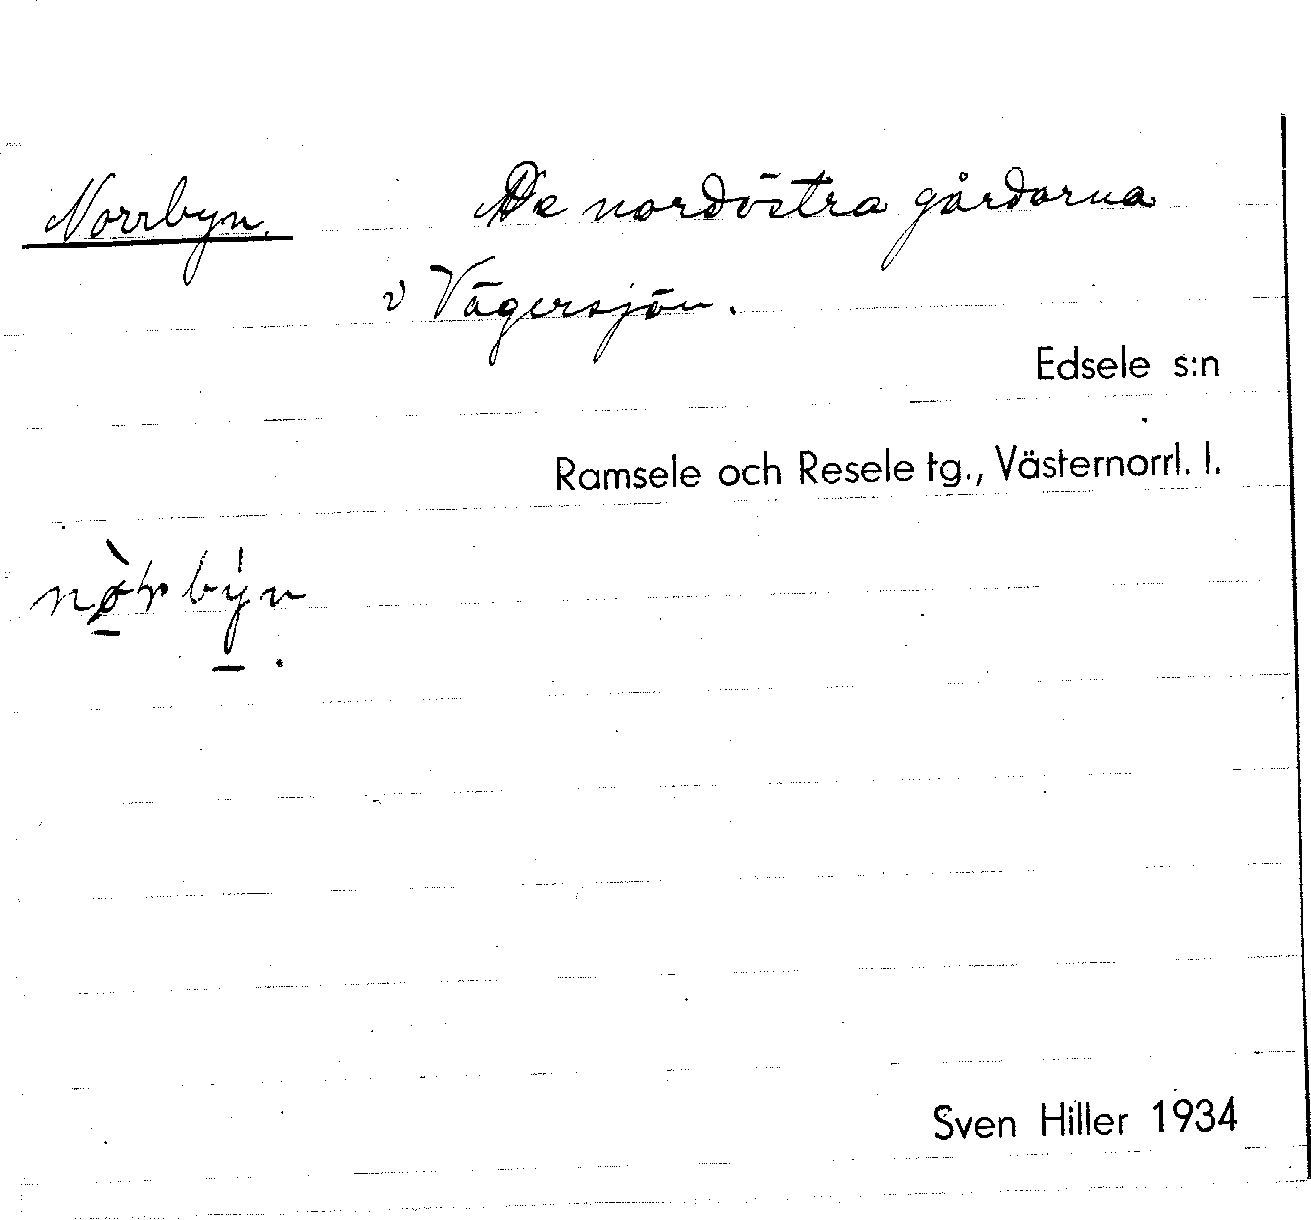 Norrbyn. De nordöstra gårdarna
i Vägersjön.
Edsele s:n
Ramsele och Resele tg., Västernorrl. l.
nø̀rbýn
Sven Hiller 1934